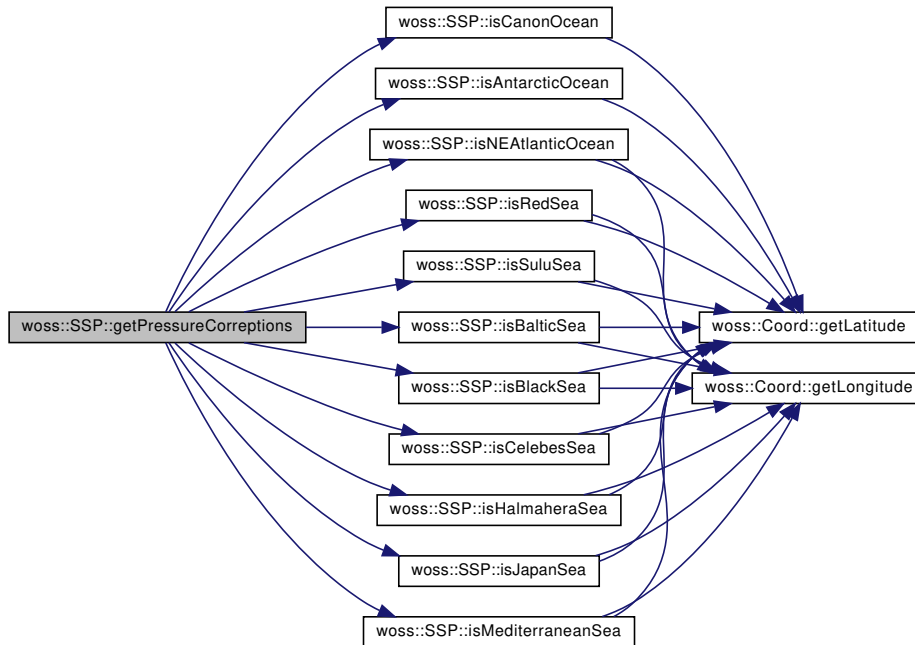 woss::SSP::isCanonOcean
woss::SSP::isAntarcticOcean
woss::SSP::isNEAtlanticOcean
woss::SSP::isRedSea
woss::SSP::isSuluSea
woss::SSP::getPressureCorreptions
woss::SSP::isBalticSea
woss::Coord::getLatitude
woss::SSP::isBlackSea
woss::Coord::getLongitude
woss::SSP::isCelebesSea
woss::SSP::isHalmaheraSea
woss::SSP::isJapanSea
woss::SSP::isMediterraneanSea